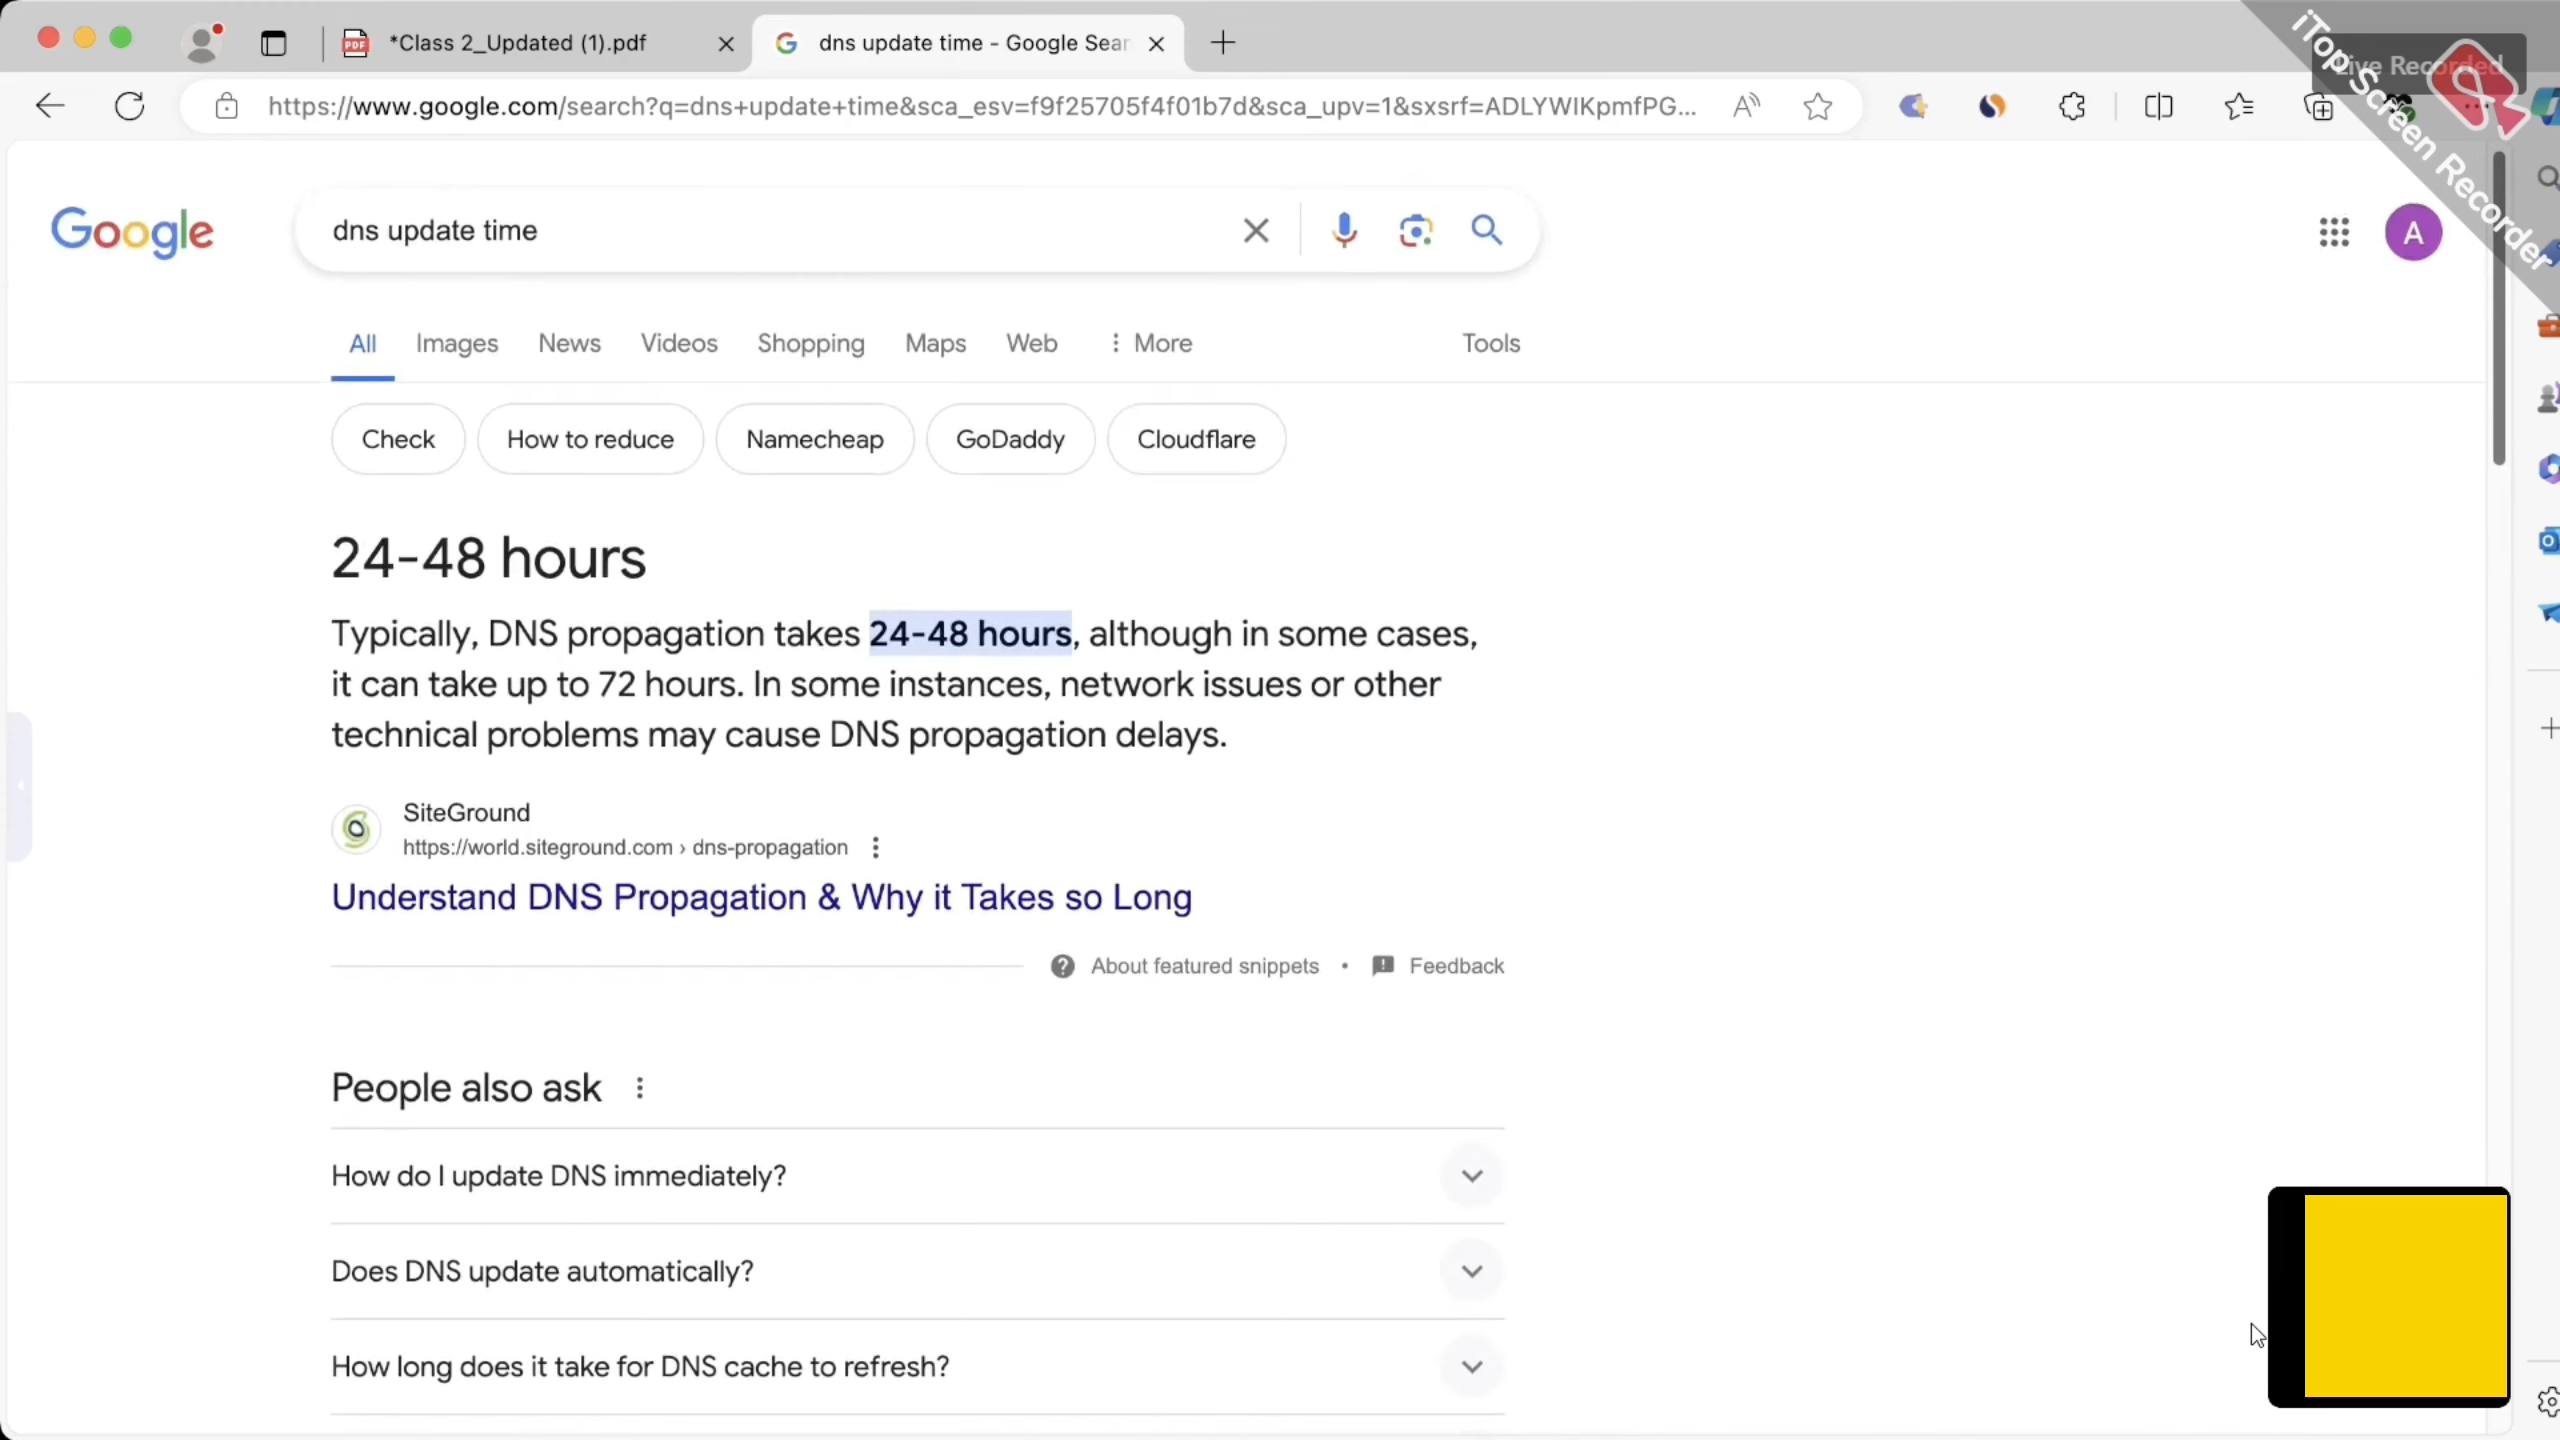 *Class 2_Updated (1).pdf
dns update time - Google Sear
https://www.google.com/search?q=dns+update+time&sca_esv=f9f25705f4f01b7d&sca_upv=1&sxsrf=ADLYWIKpmfPG...
iTop Screen Recorder
Live Recorded
Google
dns update time
A
All Images News Videos Shopping Maps Web More Tools
Check How to reduce Namecheap GoDaddy Cloudflare
24-48 hours
Typically, DNS propagation takes 24-48 hours, although in some cases,
it can take up to 72 hours. In some instances, network issues or other
technical problems may cause DNS propagation delays.
SiteGround
https://world.siteground.com › dns-propagation
Understand DNS Propagation & Why it Takes so Long
About featured snippets • Feedback
People also ask
How do I update DNS immediately?
Does DNS update automatically?
How long does it take for DNS cache to refresh?